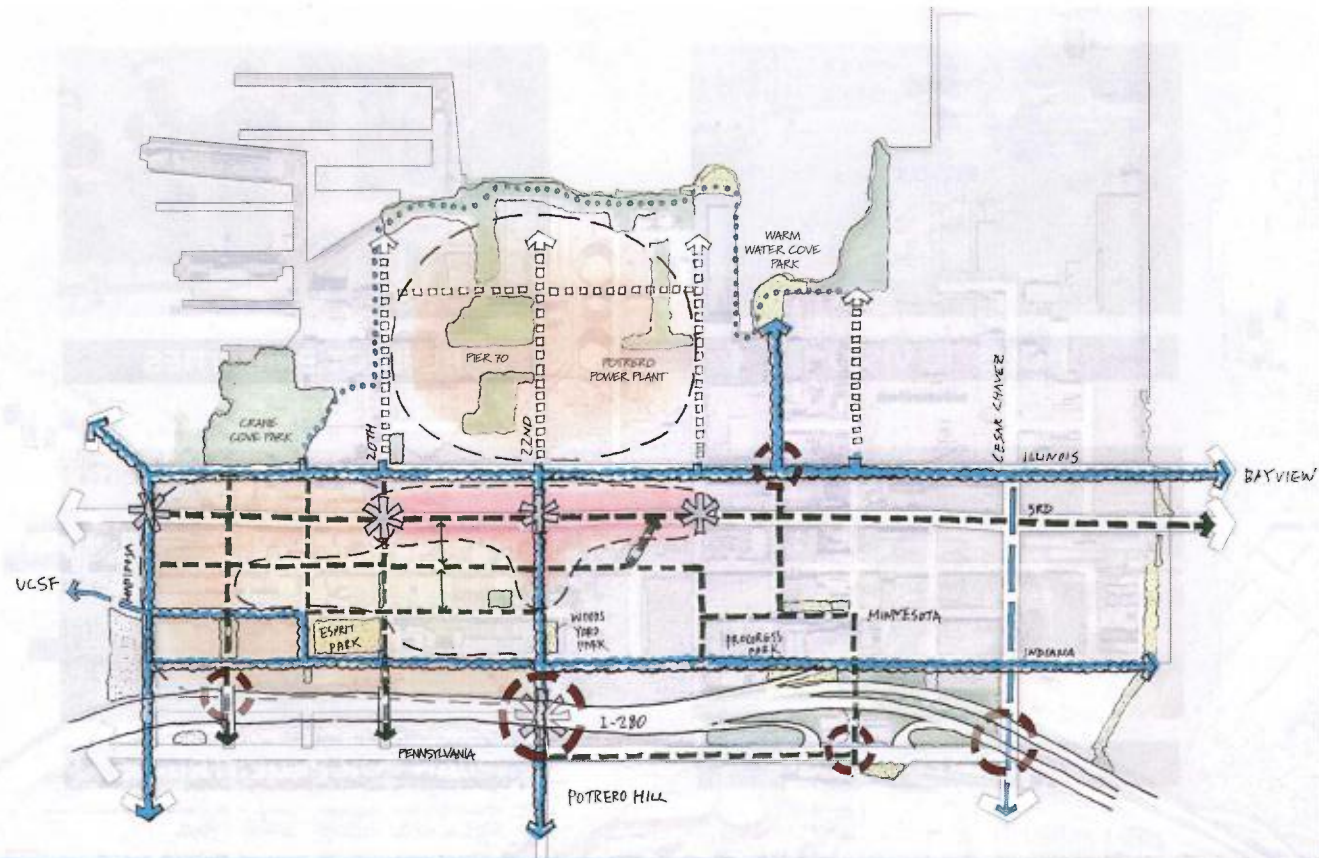 WARM
WATER COVE
PARK
PIER 70
POTRERO
POWER PLANT
CRANE
COVE PARK
20TH
22ND
CESAR CHAVEZ
ILLINOIS
BAYVIEW
3RD
MARIPOSA
UCSF
ESPRIT
PARK
WOODS
YARD
PARK
PROGRESS
PARK
MINNESOTA
INDIANA
I-280
PENNSYLVANIA
POTRERO HILL